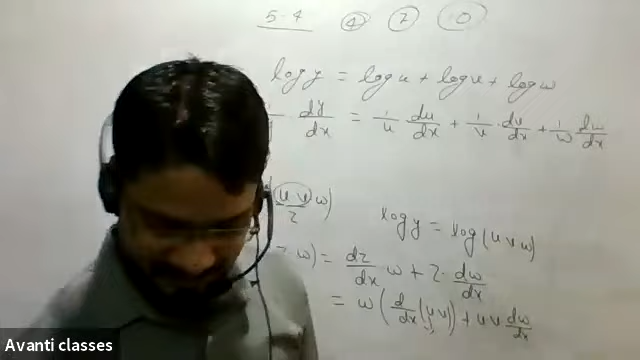 5.4 4 7 10
log y = log u + log v + log w
dy/dx = 1/u · du/dx + 1/v · dv/dx + 1/w dw/dx
(u v w)
z
log y = log (u v w)
z w) = dz/dx w + z · dw/dx
= w (d/dx (u v)) + u v dw/dx
Avanti classes